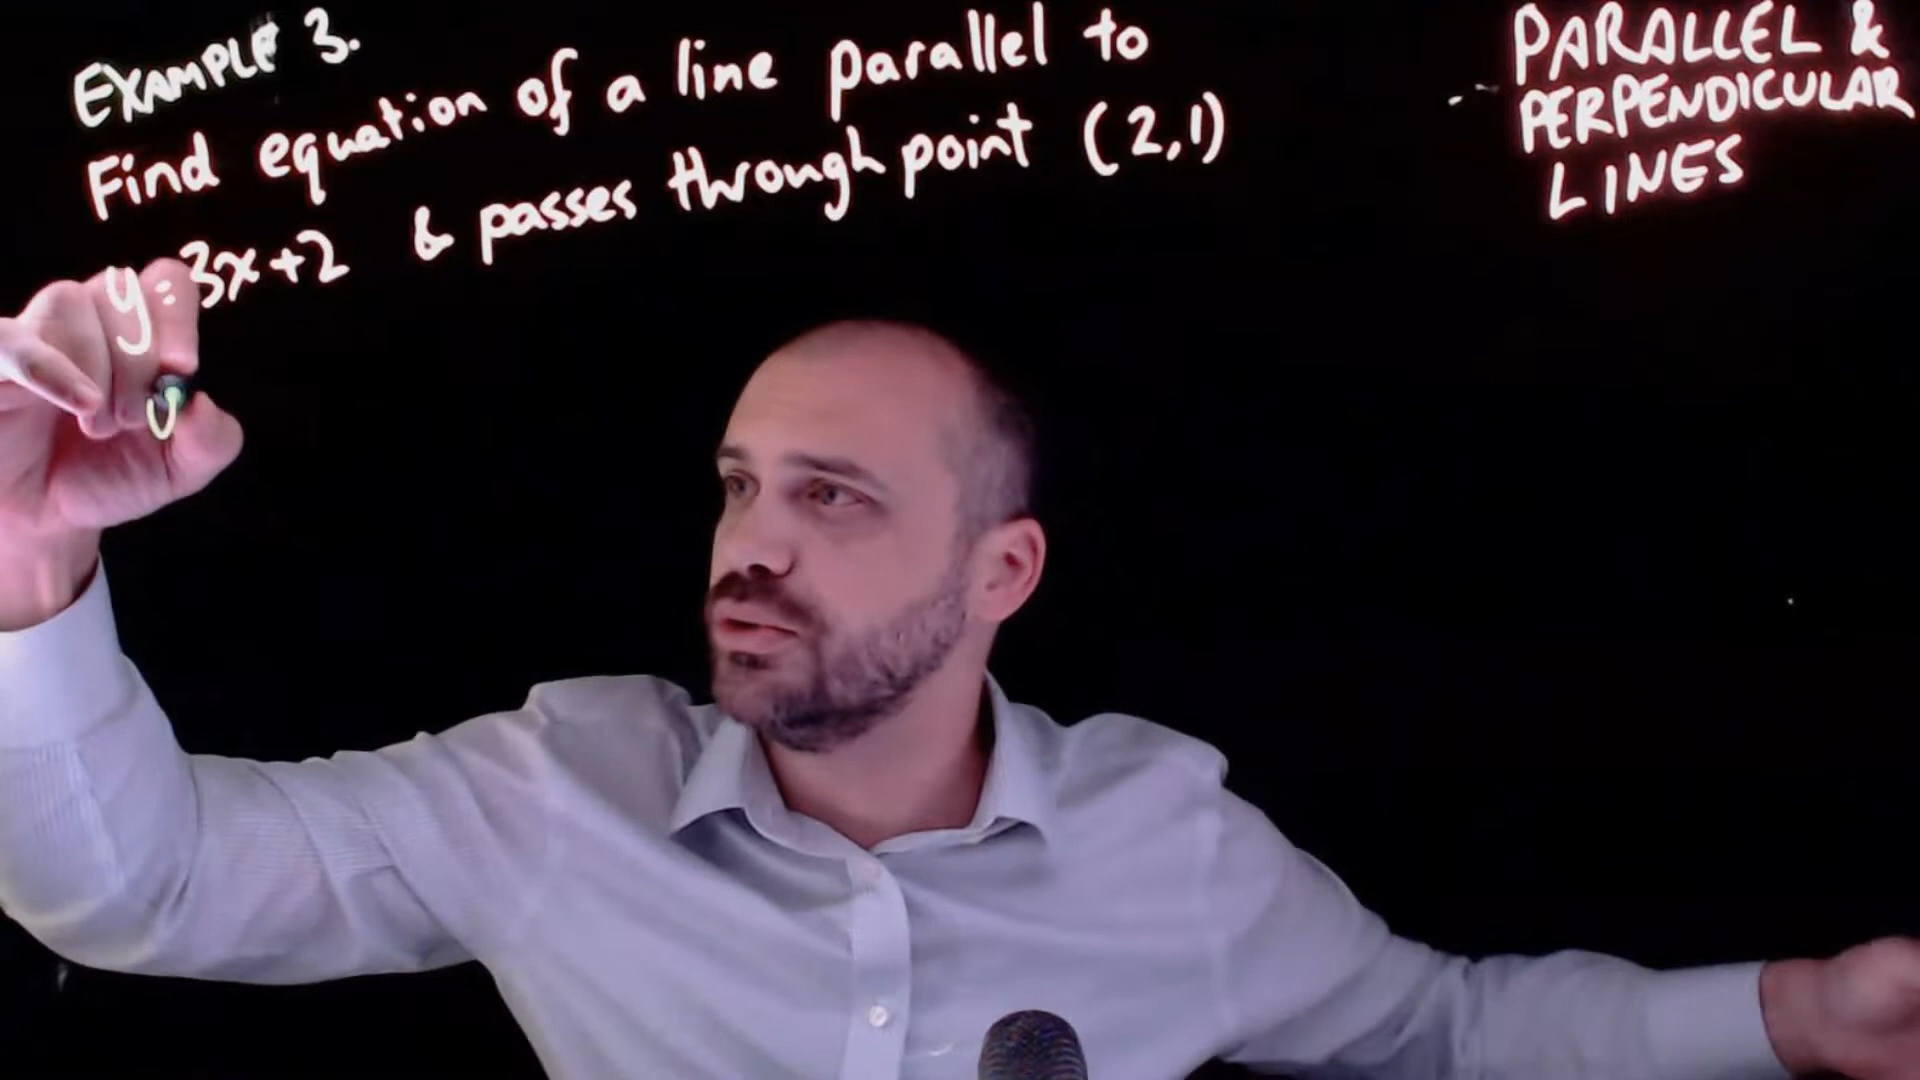 EXAMPLE 3.
Find equation of a line parallel to
y=3x+2 & passes through point (2,1)
PARALLEL &
PERPENDICULAR
LINES